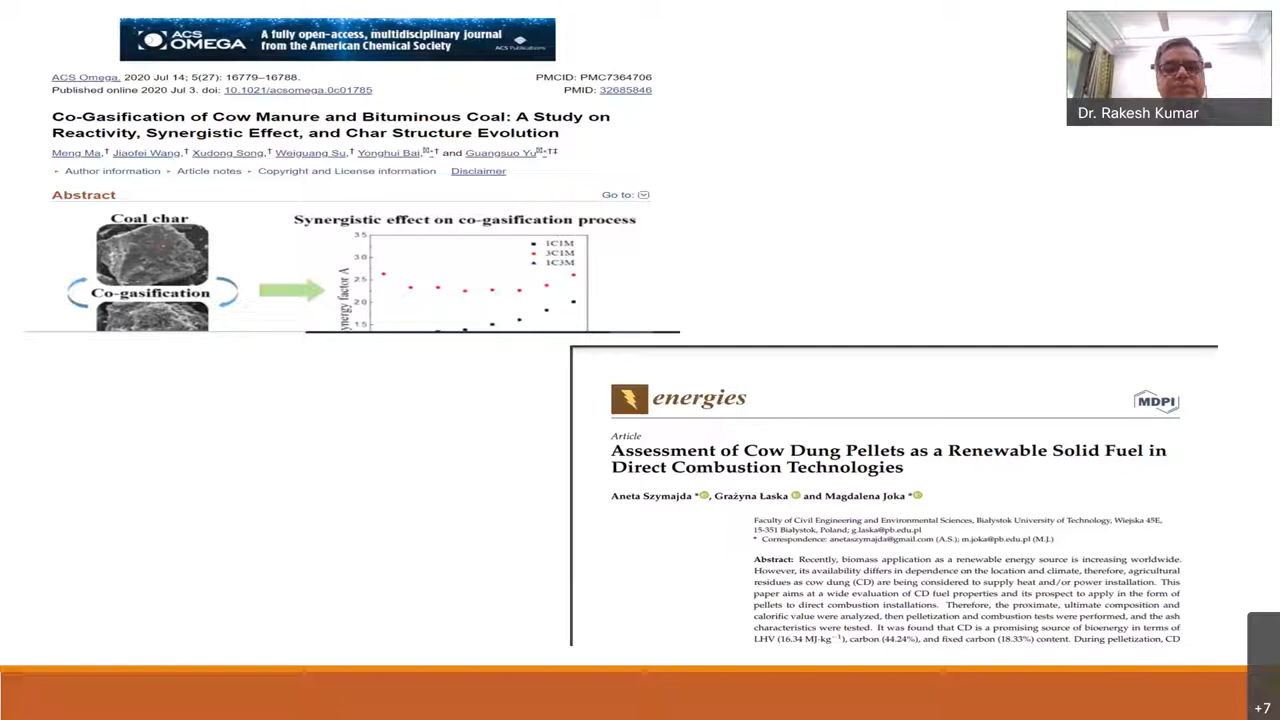 ACS OMEGA
A fully open-access, multidisciplinary journal
from the American Chemical Society
ACS Publications
ACS Omega. 2020 Jul 14; 5(27): 16779–16788.
PMCID: PMC7364706
Published online 2020 Jul 3. doi: 10.1021/acsomega.0c01785
PMID: 32685846
Co-Gasification of Cow Manure and Bituminous Coal: A Study on
Reactivity, Synergistic Effect, and Char Structure Evolution
Meng Ma,† Jiaofei Wang,† Xudong Song,† Weiguang Su,† Yonghui Bai,✉*† and Guangsuo Yu✉*†‡
▸ Author information ▸ Article notes ▸ Copyright and License information Disclaimer
Abstract
Go to:
Coal char
Co-gasification
Synergistic effect on co-gasification process
3.5
3.0
2.5
2.0
1.5
ynergy factor A
1C1M
3C1M
1C3M
Dr. Rakesh Kumar
energies
MDPI
Article
Assessment of Cow Dung Pellets as a Renewable Solid Fuel in
Direct Combustion Technologies
Aneta Szymajda *, Grażyna Łaska and Magdalena Joka *
Faculty of Civil Engineering and Environmental Sciences, Białystok University of Technology, Wiejska 45E,
15-351 Białystok, Poland; g.laska@pb.edu.pl
* Correspondence: anetaszymajda@gmail.com (A.S.); m.joka@pb.edu.pl (M.J.)
Abstract: Recently, biomass application as a renewable energy source is increasing worldwide.
However, its availability differs in dependence on the location and climate, therefore, agricultural
residues as cow dung (CD) are being considered to supply heat and/or power installation. This
paper aims at a wide evaluation of CD fuel properties and its prospect to apply in the form of
pellets to direct combustion installations. Therefore, the proximate, ultimate composition and
calorific value were analyzed, then pelletization and combustion tests were performed, and the ash
characteristics were tested. It was found that CD is a promising source of bioenergy in terms of
LHV (16.34 MJ·kg−1), carbon (44.24%), and fixed carbon (18.33%) content. During pelletization, CD
+7